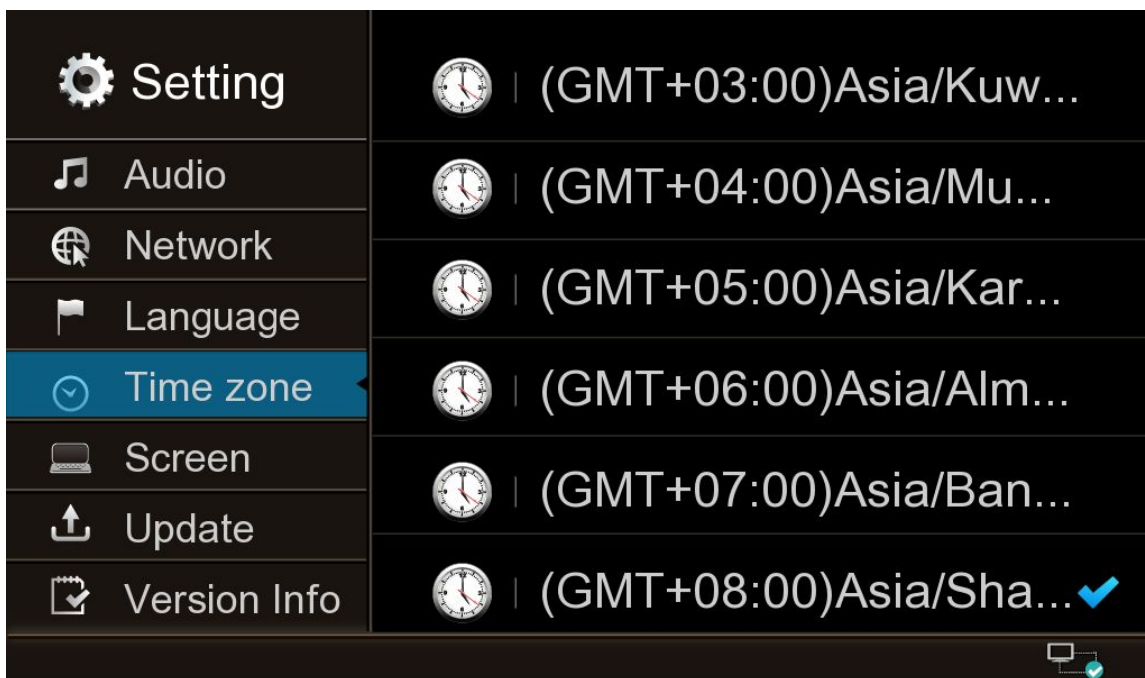 Setting
Audio
Network
Language
Time zone
Screen
Update
Version Info
(GMT+03:00)Asia/Kuw...
(GMT+04:00)Asia/Mu...
(GMT+05:00)Asia/Kar...
(GMT+06:00)Asia/Alm...
(GMT+07:00)Asia/Ban...
(GMT+08:00)Asia/Sha...